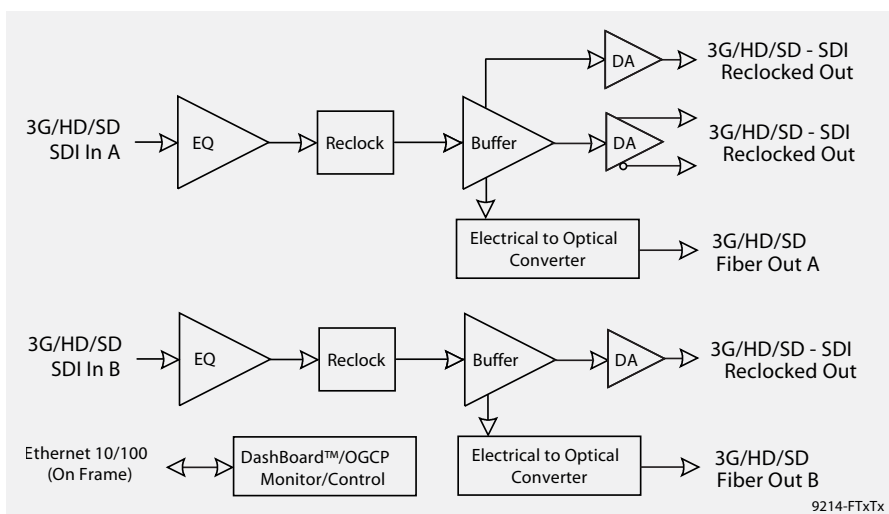 3G/HD/SD
SDI In A
EQ
Reclock
Buffer
DA
3G/HD/SD - SDI
Reclocked Out
DA
3G/HD/SD - SDI
Reclocked Out
Electrical to Optical
Converter
3G/HD/SD
Fiber Out A
3G/HD/SD
SDI In B
EQ
Reclock
Buffer
DA
3G/HD/SD - SDI
Reclocked Out
Ethernet 10/100
(On Frame)
DashBoard™/OGCP
Monitor/Control
Electrical to Optical
Converter
3G/HD/SD
Fiber Out B
9214-FTxTx